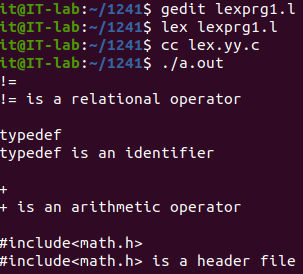 it@IT-lab:~/1241$ gedit lexprg1.l
it@IT-lab:~/1241$ lex lexprg1.l
it@IT-lab:~/1241$ cc lex.yy.c
it@IT-lab:~/1241$ ./a.out
!=
!= is a relational operator
typedef
typedef is an identifier
+
+ is an arithmetic operator
#include<math.h>
#include<math.h> is a header file